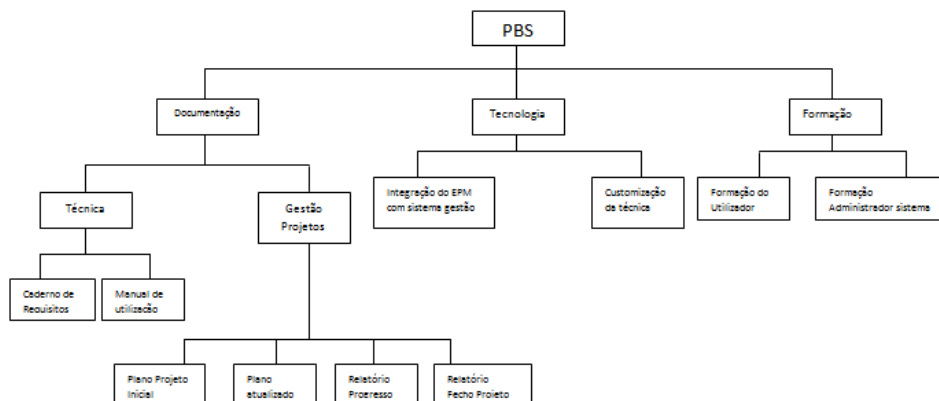 PBS
Documentação
Tecnologia
Formação
Técnica
Gestão
Projetos
Integração do EPM
com sistema gestão
Customização
da técnica
Formação do
Utilizador
Formação
Administrador sistema
Caderno de
Requisitos
Manual de
utilização
Plano Projeto
Inicial
Plano
atualizado
Relatório
Progresso
Relatório
Fecho Projeto